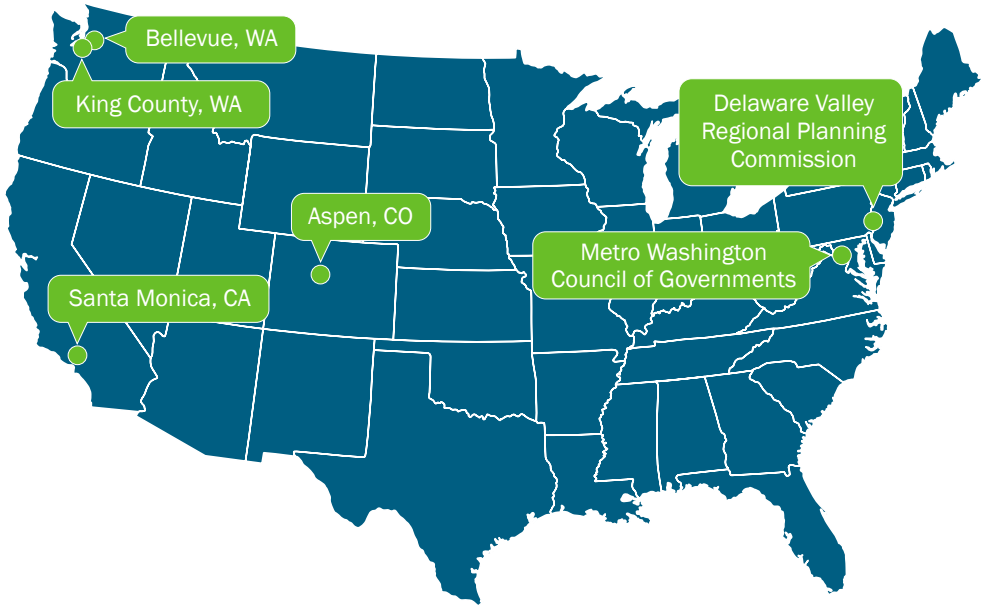 Bellevue, WA
King County, WA
Delaware Valley
Regional Planning
Commission
Aspen, CO
Metro Washington
Council of Governments
Santa Monica, CA